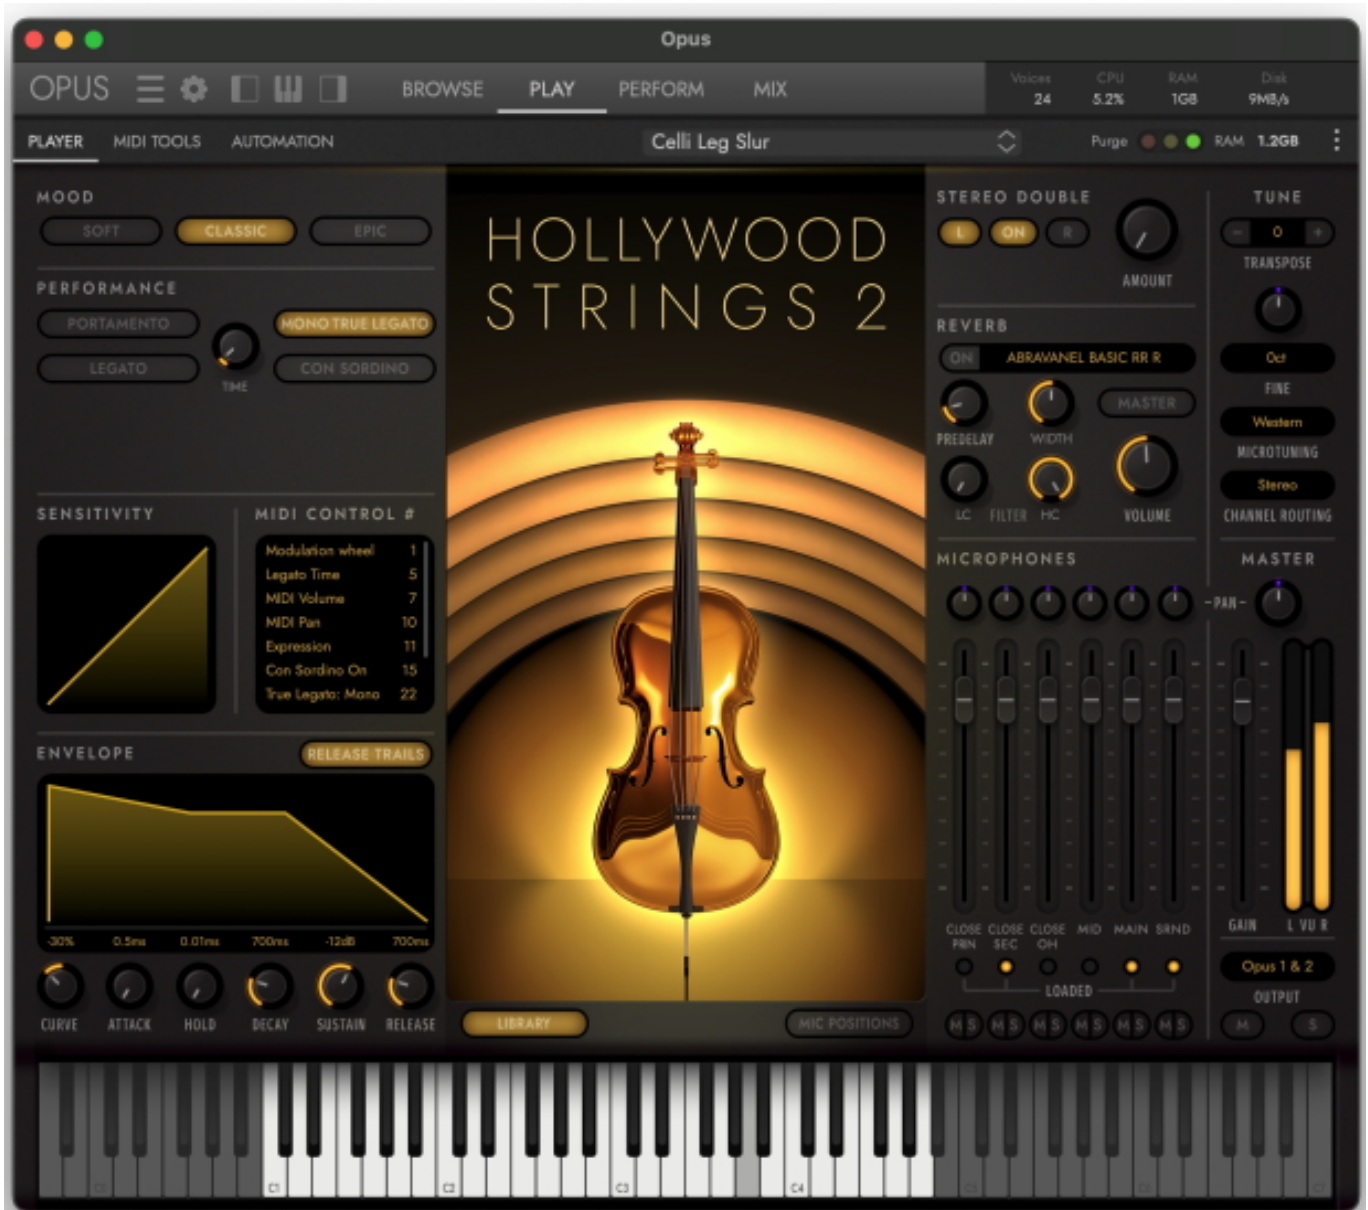 Opus
OPUS BROWSE PLAY PERFORM MIX
Voices CPU RAM Disk
24 5.2% 1GB 9MB/s
PLAYER MIDI TOOLS AUTOMATION Celli Leg Slur Purge RAM 1.2GB
MOOD
SOFT CLASSIC EPIC
PERFORMANCE
PORTAMENTO MONO TRUE LEGATO
LEGATO CON SORDINO
TIME
SENSITIVITY
MIDI CONTROL #
Modulation wheel 1
Legato Time 5
MIDI Volume 7
MIDI Pan 10
Expression 11
Con Sordino On 15
True Legato: Mono 22
ENVELOPE RELEASE TRAILS
-30% 0.5ms 0.01ms 700ms -12dB 700ms
CURVE ATTACK HOLD DECAY SUSTAIN RELEASE
HOLLYWOOD
STRINGS 2
LIBRARY MIC POSITIONS
STEREO DOUBLE
L ON R
AMOUNT
REVERB
ON ABRAVANEL BASIC RR R
MASTER
PREDELAY WIDTH
LC FILTER HC VOLUME
MICROPHONES
-PAN-
CLOSE PRN CLOSE SEC CLOSE OH MID MAIN SRND
LOADED
M S M S M S M S M S M S
TUNE
- 0 +
TRANSPOSE
0ct
FINE
Western
MICROTUNING
Stereo
CHANNEL ROUTING
MASTER
GAIN L VU R
Opus 1 & 2
OUTPUT
M S
C0 C1 C2 C3 C4 C5 C6 C7